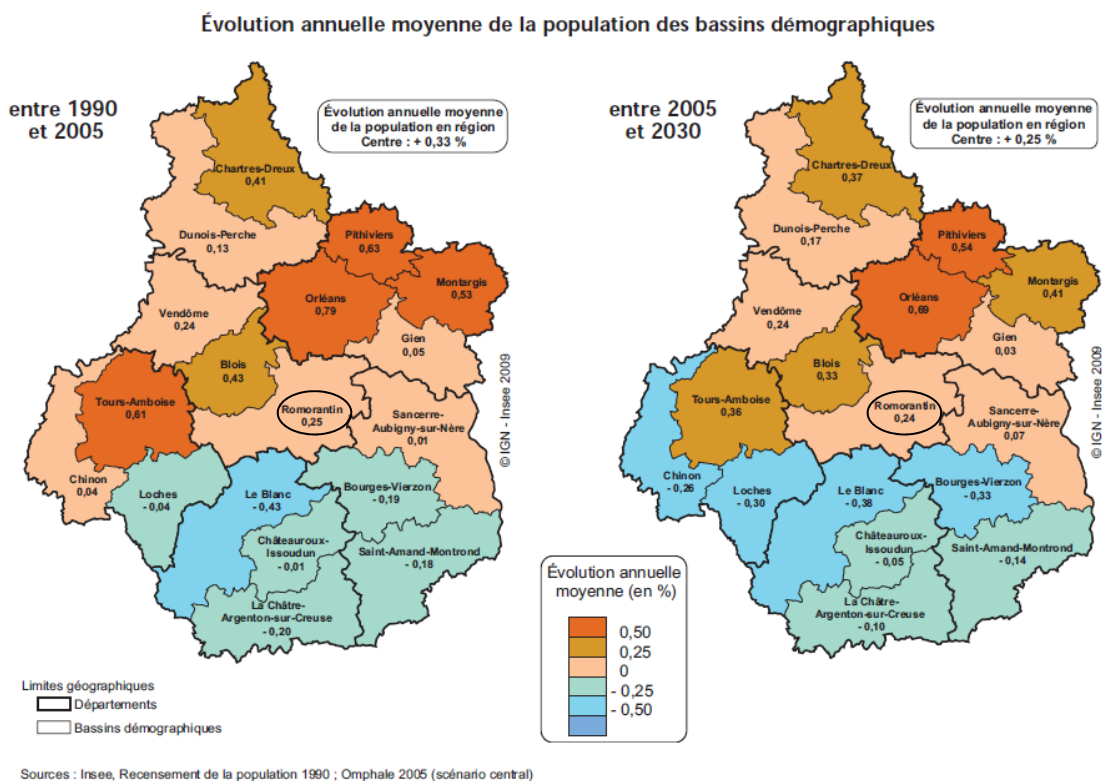 Évolution annuelle moyenne de la population des bassins démographiques
entre 1990
et 2005
Évolution annuelle moyenne
de la population en région
Centre : + 0,33 %
Chartres-Dreux
0,41
Dunois-Perche
0,13
Pithiviers
0,63
Montargis
0,53
Orléans
0,79
Vendôme
0,24
Gien
0,05
Blois
0,43
Tours-Amboise
0,61
Romorantin
0,25
Sancerre-
Aubigny-sur-Nère
0,01
Chinon
0,04
Loches
- 0,04
Le Blanc
- 0,43
Bourges-Vierzon
- 0,19
Châteauroux-
Issoudun
- 0,01
Saint-Amand-Montrond
- 0,18
La Châtre-
Argenton-sur-Creuse
- 0,20
© IGN - Insee 2009
entre 2005
et 2030
Évolution annuelle moyenne
de la population en région
Centre : + 0,25 %
Chartres-Dreux
0,37
Dunois-Perche
0,17
Pithiviers
0,54
Montargis
0,41
Orléans
0,69
Vendôme
0,24
Gien
0,03
Blois
0,33
Tours-Amboise
0,36
Romorantin
0,24
Sancerre-
Aubigny-sur-Nère
0,07
Chinon
- 0,26
Loches
- 0,30
Le Blanc
- 0,38
Bourges-Vierzon
- 0,33
Châteauroux-
Issoudun
- 0,05
Saint-Amand-Montrond
- 0,14
La Châtre-
Argenton-sur-Creuse
- 0,10
© IGN - Insee 2009
Évolution annuelle
moyenne (en %)
0,50
0,25
0
- 0,25
- 0,50
Limites géographiques
Départements
Bassins démographiques
Sources : Insee, Recensement de la population 1990 ; Omphale 2005 (scénario central)